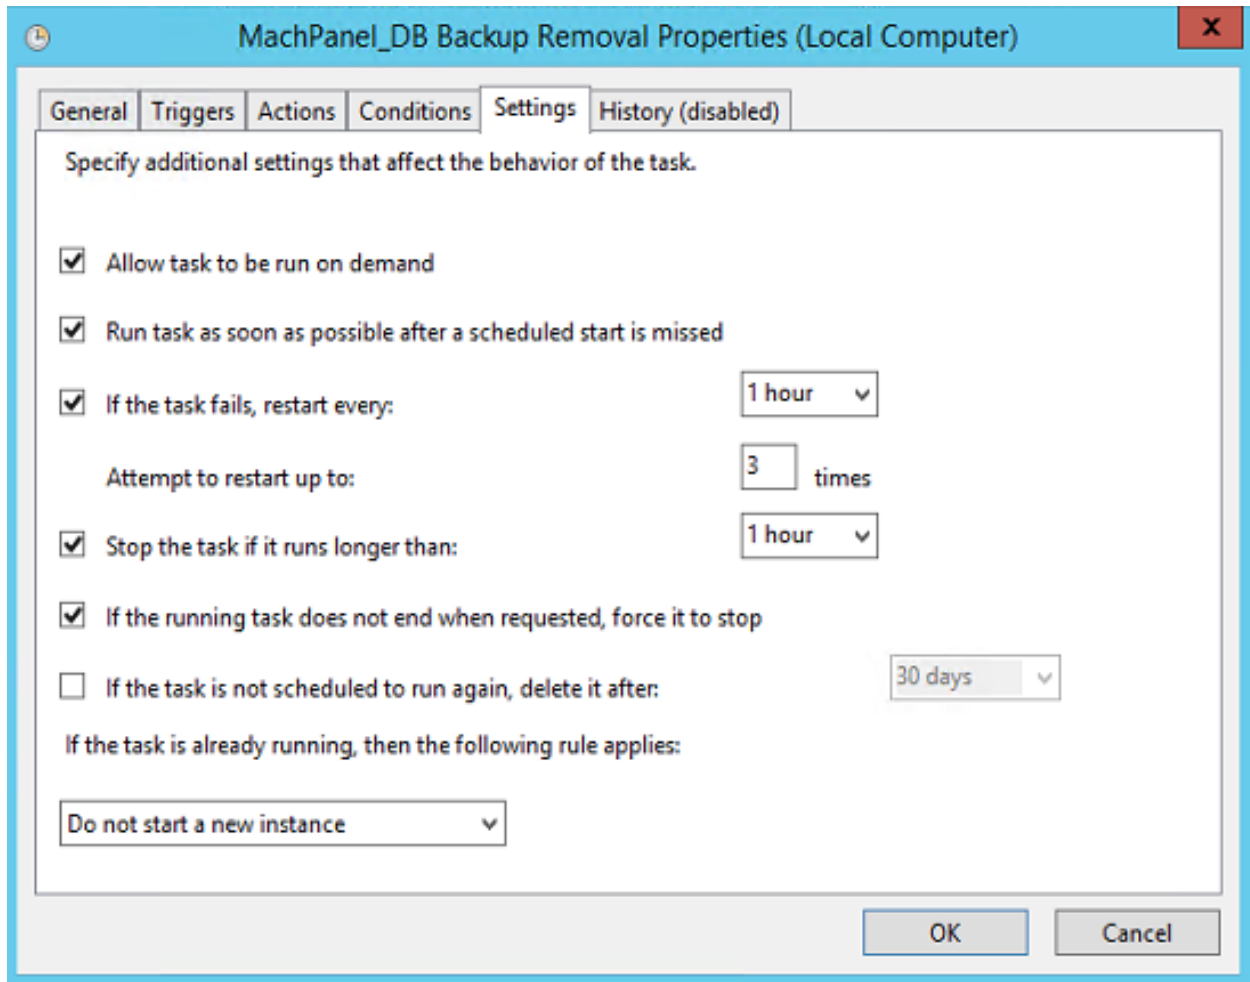 MachPanel_DB Backup Removal Properties (Local Computer)
x
General Triggers Actions Conditions Settings History (disabled)
Specify additional settings that affect the behavior of the task.
Allow task to be run on demand
Run task as soon as possible after a scheduled start is missed
If the task fails, restart every: 1 hour
Attempt to restart up to: 3 times
Stop the task if it runs longer than: 1 hour
If the running task does not end when requested, force it to stop
If the task is not scheduled to run again, delete it after: 30 days
If the task is already running, then the following rule applies:
Do not start a new instance
OK Cancel